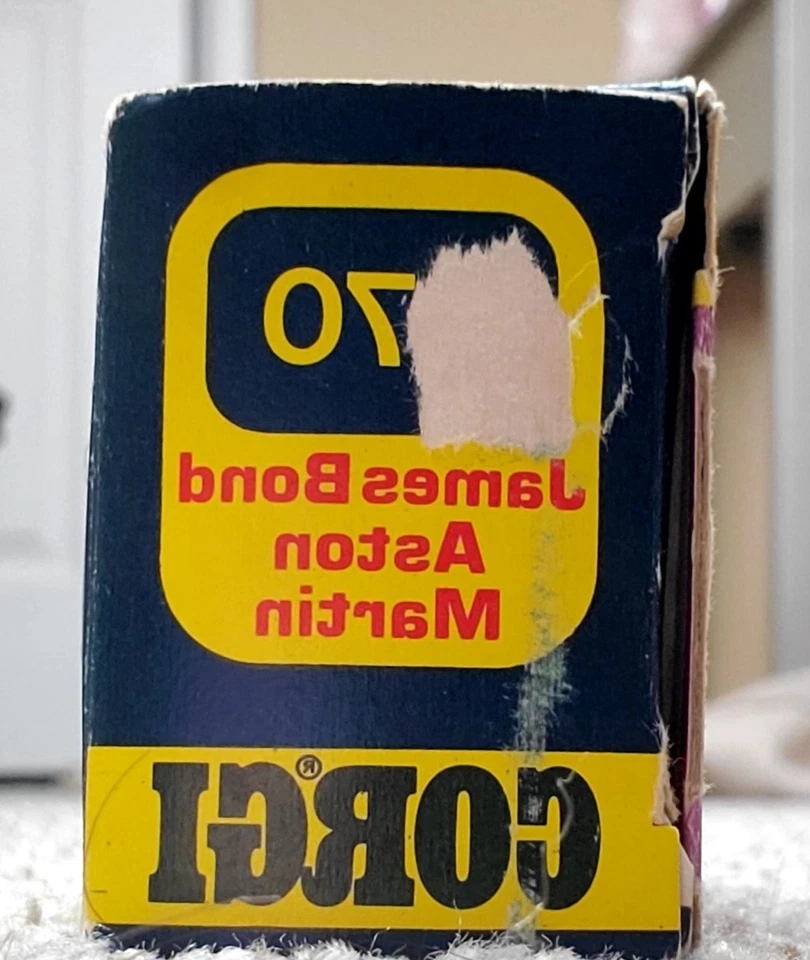 70
James Bond
Aston
Martin
CORGI®